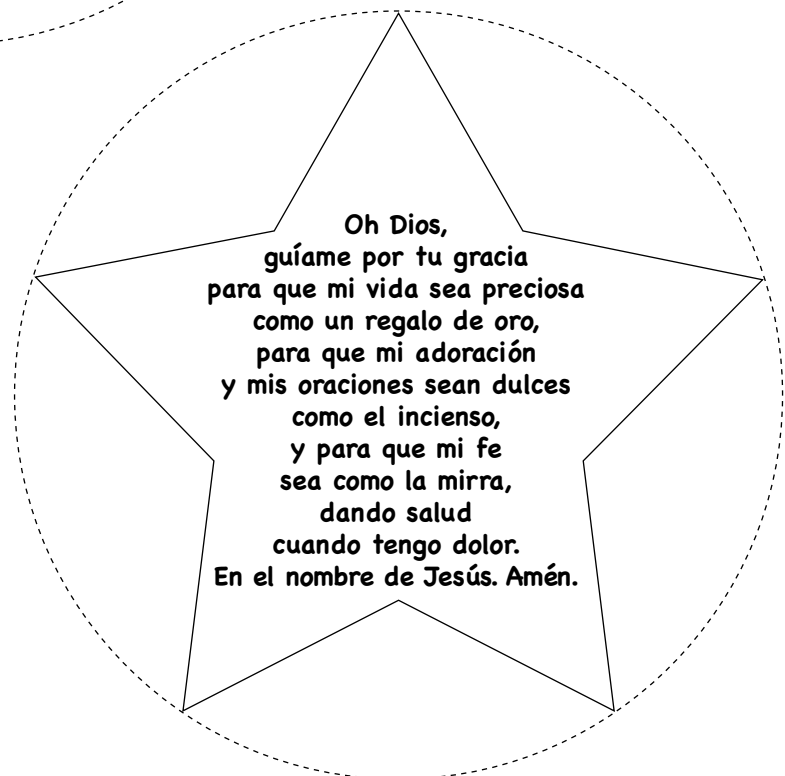 Oh Dios,
guíame por tu gracia
para que mi vida sea preciosa
como un regalo de oro,
para que mi adoración
y mis oraciones sean dulces
como el incienso,
y para que mi fe
sea como la mirra,
dando salud
cuando tengo dolor.
En el nombre de Jesús. Amén.